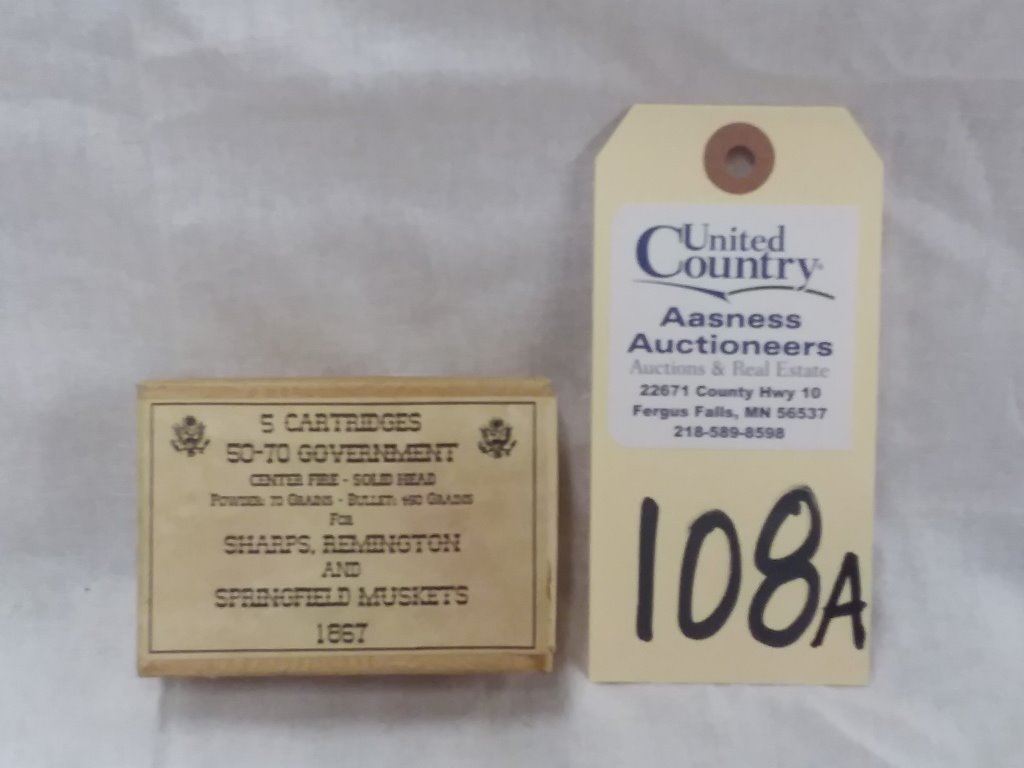 5 CARTRIDGES
50-70 GOVERNMENT
CENTER FIRE - SOLID HEAD
POWDER: 70 GRAINS - BULLET: 450 GRAINS
FOR
SHARPS, REMINGTON
AND
SPRINGFIELD MUSKETS
1867
United
Country
Aasness
Auctioneers
Auctions & Real Estate
22671 County Hwy 10
Fergus Falls, MN 56537
218-589-8598
108A